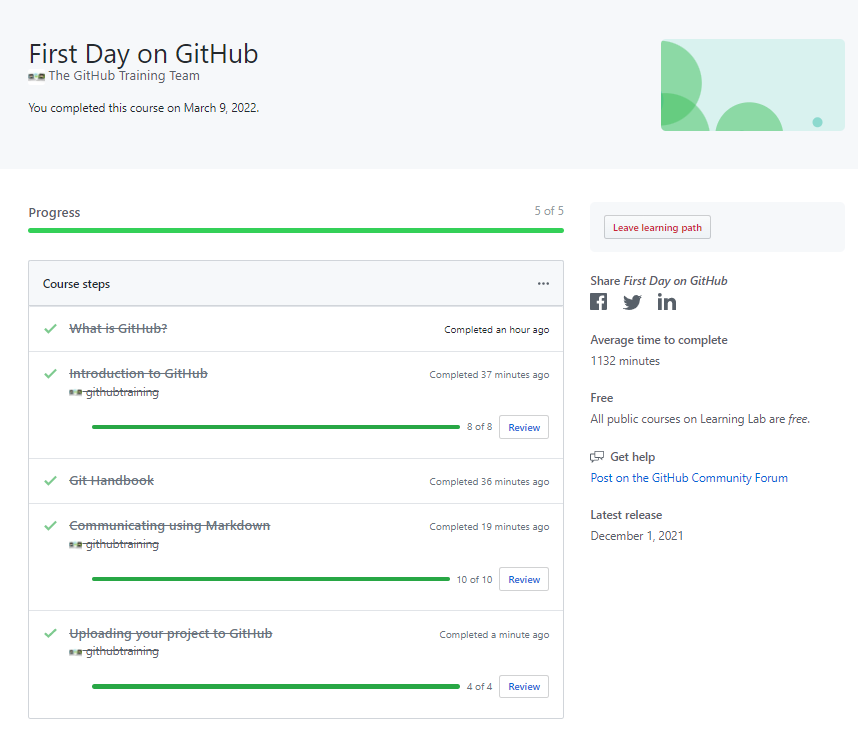 First Day on GitHub
The GitHub Training Team
You completed this course on March 9, 2022.
Progress
5 of 5
Course steps
What is GitHub?
Completed an hour ago
Introduction to GitHub
Completed 37 minutes ago
githubtraining
8 of 8
Review
Git Handbook
Completed 36 minutes ago
Communicating using Markdown
Completed 19 minutes ago
githubtraining
10 of 10
Review
Uploading your project to GitHub
Completed a minute ago
githubtraining
4 of 4
Review
Leave learning path
Share First Day on GitHub
Average time to complete
1132 minutes
Free
All public courses on Learning Lab are free.
Get help
Post on the GitHub Community Forum
Latest release
December 1, 2021